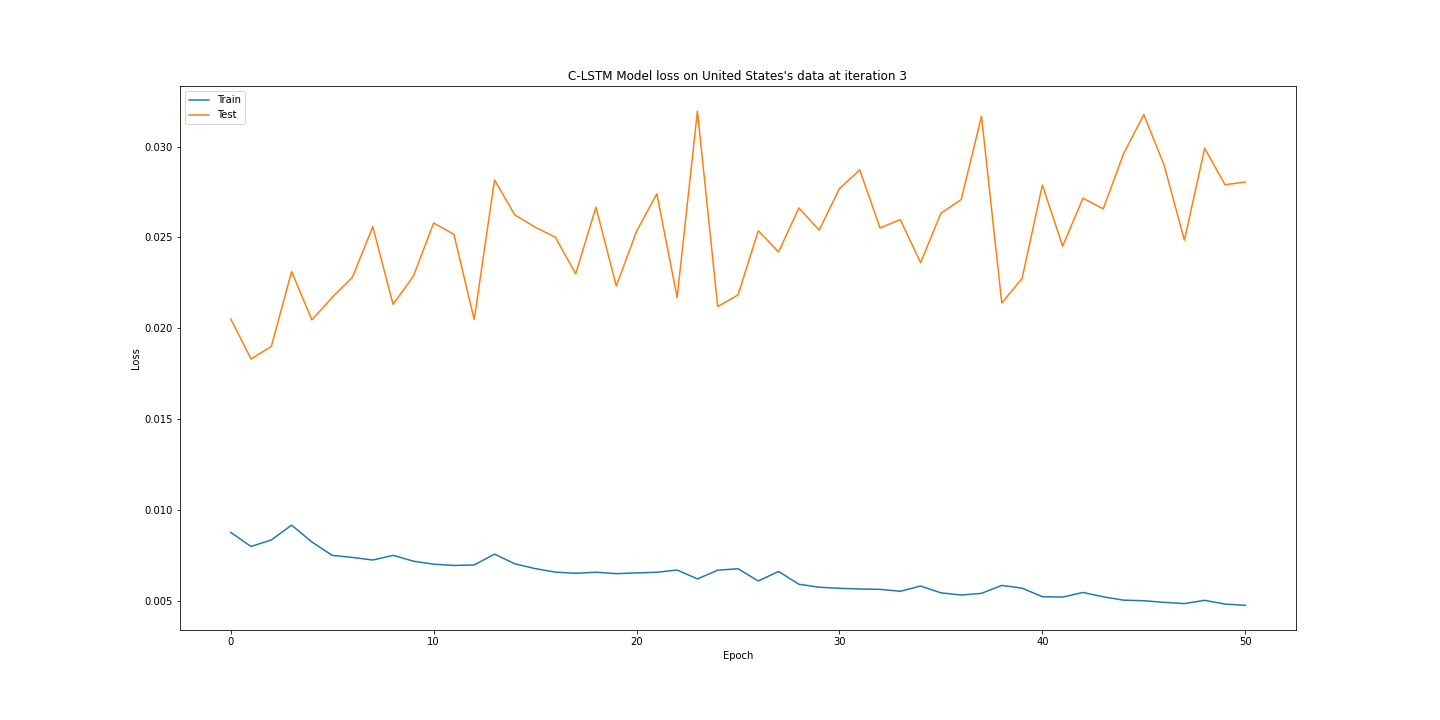 C-LSTM Model loss on United States's data at iteration 3
Train
Test
0.030
0.025
0.020
0.015
0.010
0.005
Loss
0 10 20 30 40 50
Epoch